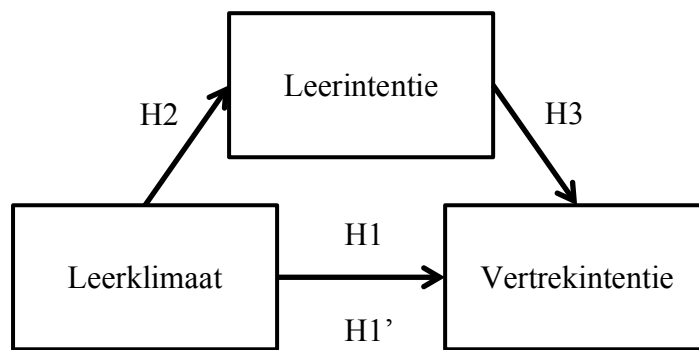 Leerintentie
H2
H3
H1
Leerklimaat
Vertrekintentie
H1’